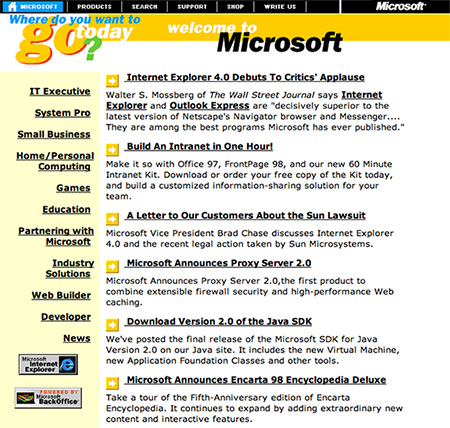 MICROSOFT PRODUCTS SEARCH SUPPORT SHOP WRITE US Microsoft
Where do you want to
go today?
welcome to
Microsoft
IT Executive
System Pro
Small Business
Home/Personal
Computing
Games
Education
Partnering with
Microsoft
Industry
Solutions
Web Builder
Developer
News
Microsoft
Internet
Explorer
POWERED BY
Microsoft
BackOffice
Internet Explorer 4.0 Debuts To Critics' Applause
Walter S. Mossberg of The Wall Street Journal says Internet
Explorer and Outlook Express are "decisively superior to the
latest version of Netscape's Navigator browser and Messenger....
They are among the best programs Microsoft has ever published."
Build An Intranet in One Hour!
Make it so with Office 97, FrontPage 98, and our new 60 Minute
Intranet Kit. Download or order your free copy of the Kit today,
and build a customized information-sharing solution for your
team.
A Letter to Our Customers About the Sun Lawsuit
Microsoft Vice President Brad Chase discusses Internet Explorer
4.0 and the recent legal action taken by Sun Microsystems.
Microsoft Announces Proxy Server 2.0
Microsoft Announces Proxy Server 2.0,the first product to
combine extensible firewall security and high-performance Web
caching.
Download Version 2.0 of the Java SDK
We've posted the final release of the Microsoft SDK for Java
Version 2.0 on our Java site. It includes the new Virtual Machine,
new Application Foundation Classes and other tools.
Microsoft Announces Encarta 98 Encyclopedia Deluxe
Take a tour of the Fifth-Anniversary edition of Encarta
Encyclopedia. It continues to expand by adding extraordinary new
content and interactive features.